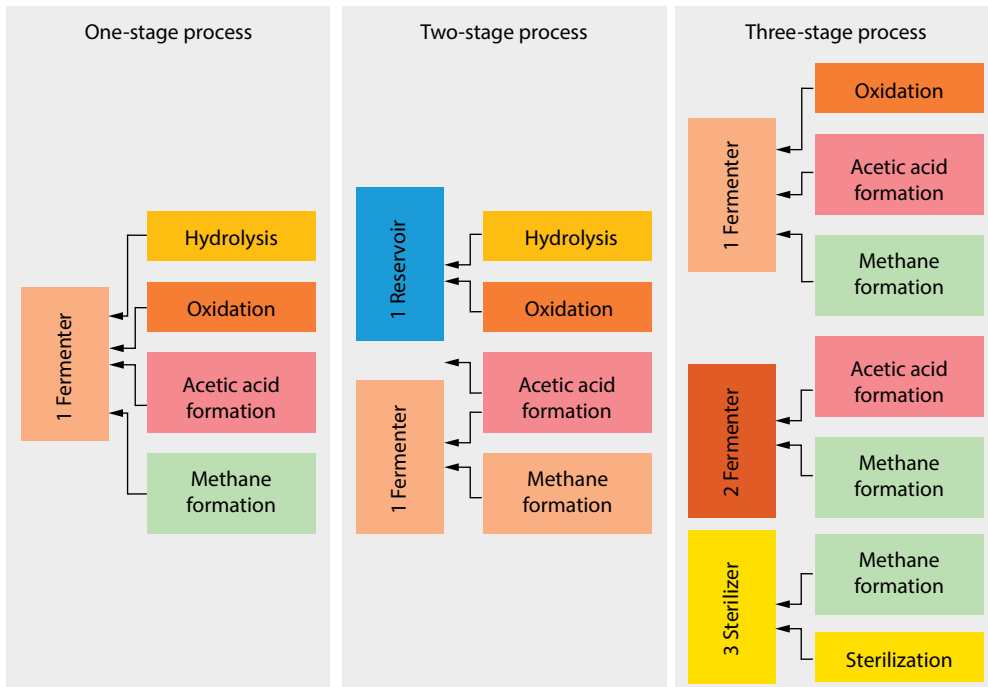 One-stage process
1 Fermenter
Hydrolysis
Oxidation
Acetic acid
formation
Methane
formation
Two-stage process
1 Reservoir
Hydrolysis
Oxidation
1 Fermenter
Acetic acid
formation
Methane
formation
Three-stage process
1 Fermenter
Oxidation
Acetic acid
formation
Methane
formation
2 Fermenter
Acetic acid
formation
Methane
formation
3 Sterilizer
Methane
formation
Sterilization